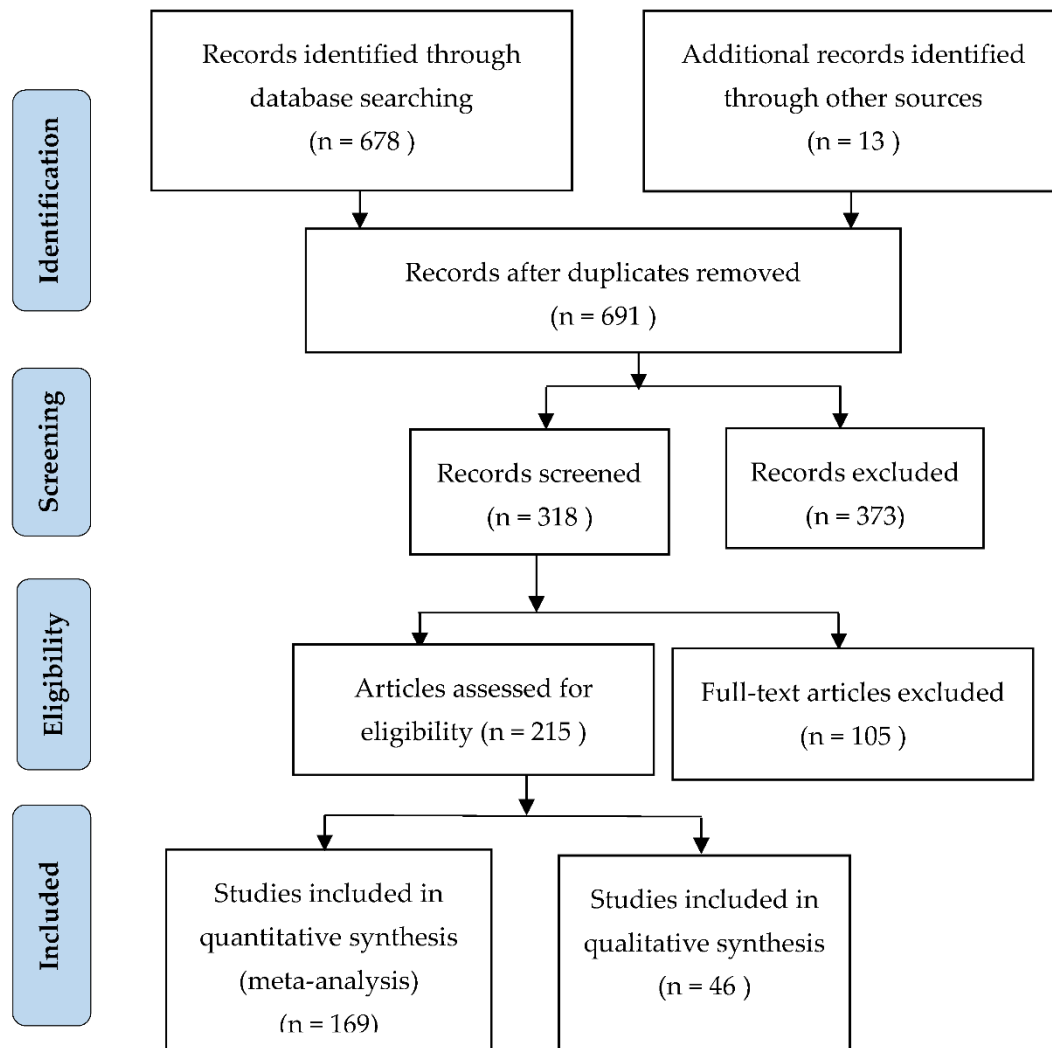 Identification
Records identified through
database searching
(n = 678 )
Additional records identified
through other sources
(n = 13 )
Records after duplicates removed
(n = 691 )
Screening
Records screened
(n = 318 )
Records excluded
(n = 373)
Eligibility
Articles assessed for
eligibility (n = 215 )
Full-text articles excluded
(n = 105 )
Included
Studies included in
quantitative synthesis
(meta-analysis)
(n = 169)
Studies included in
qualitative synthesis
(n = 46 )